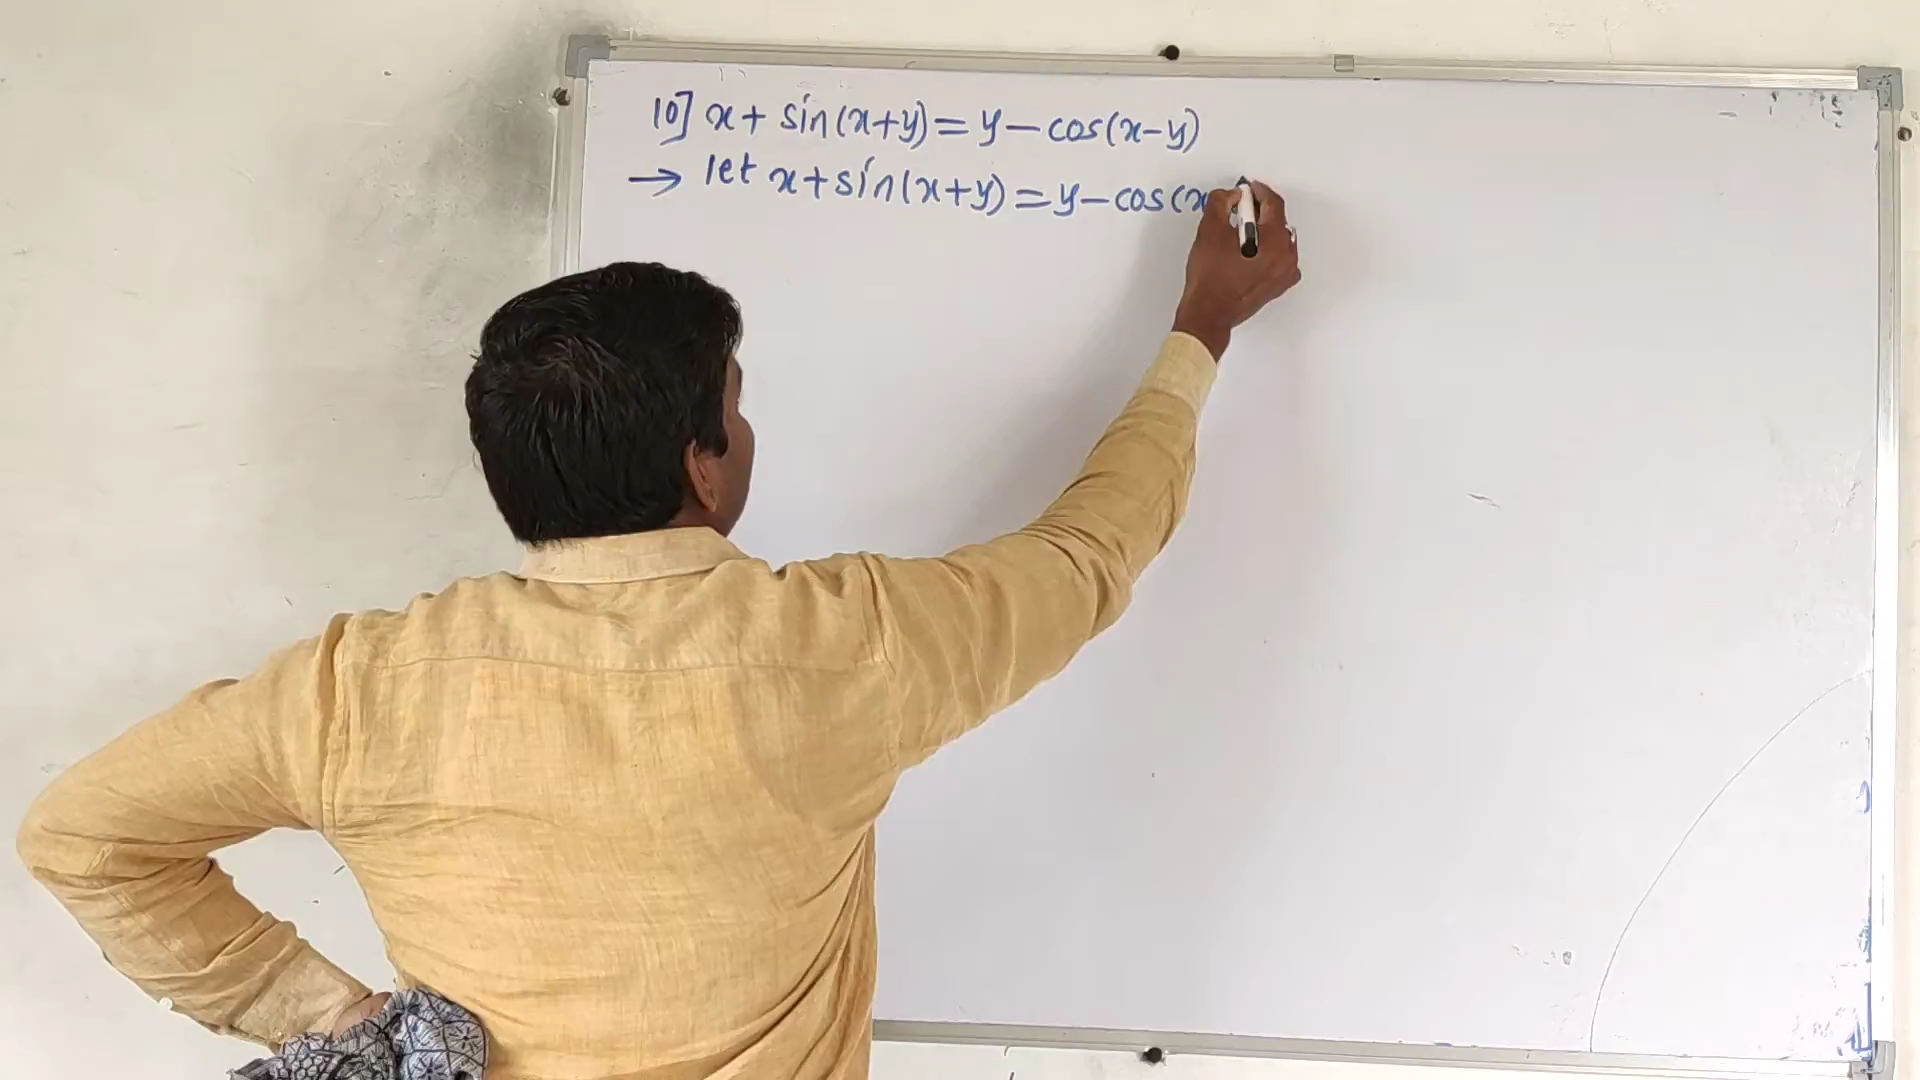 10] x + sin(x+y) = y - cos(x-y)
→ let x + sin(x+y) = y - cos(x